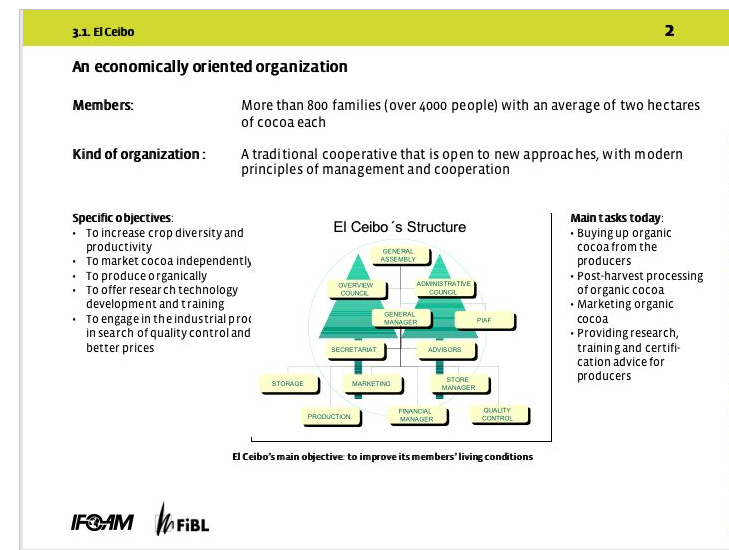 3.1. El Ceibo
2
An economically oriented organization
Members:
More than 800 families (over 4000 people) with an average of two hectares
of cocoa each
Kind of organization :
A traditional cooperative that is open to new approaches, with modern
principles of management and cooperation
Specific objectives:
• To increase crop diversity and
productivity
• To market cocoa independently
• To produce organically
• To offer research technology
development and training
• To engage in the industrial proc
in search of quality control and
better prices
El Ceibo´s Structure
GENERAL
ASSEMBLY
OVERVIEW
COUNCIL
ADMINISTRATIVE
COUNCIL
GENERAL
MANAGER
PIAF
SECRETARIAT
ADVISORS
STORAGE
MARKETING
STORE
MANAGER
PRODUCTION
FINANCIAL
MANAGER
QUALITY
CONTROL
Main tasks today:
• Buying up organic
cocoa from the
producers
• Post-harvest processing
of organic cocoa
• Marketing organic
cocoa
• Providing research,
training and certifi-
cation advice for
producers
El Ceibo's main objective: to improve its members' living conditions
IFOAM
FiBL